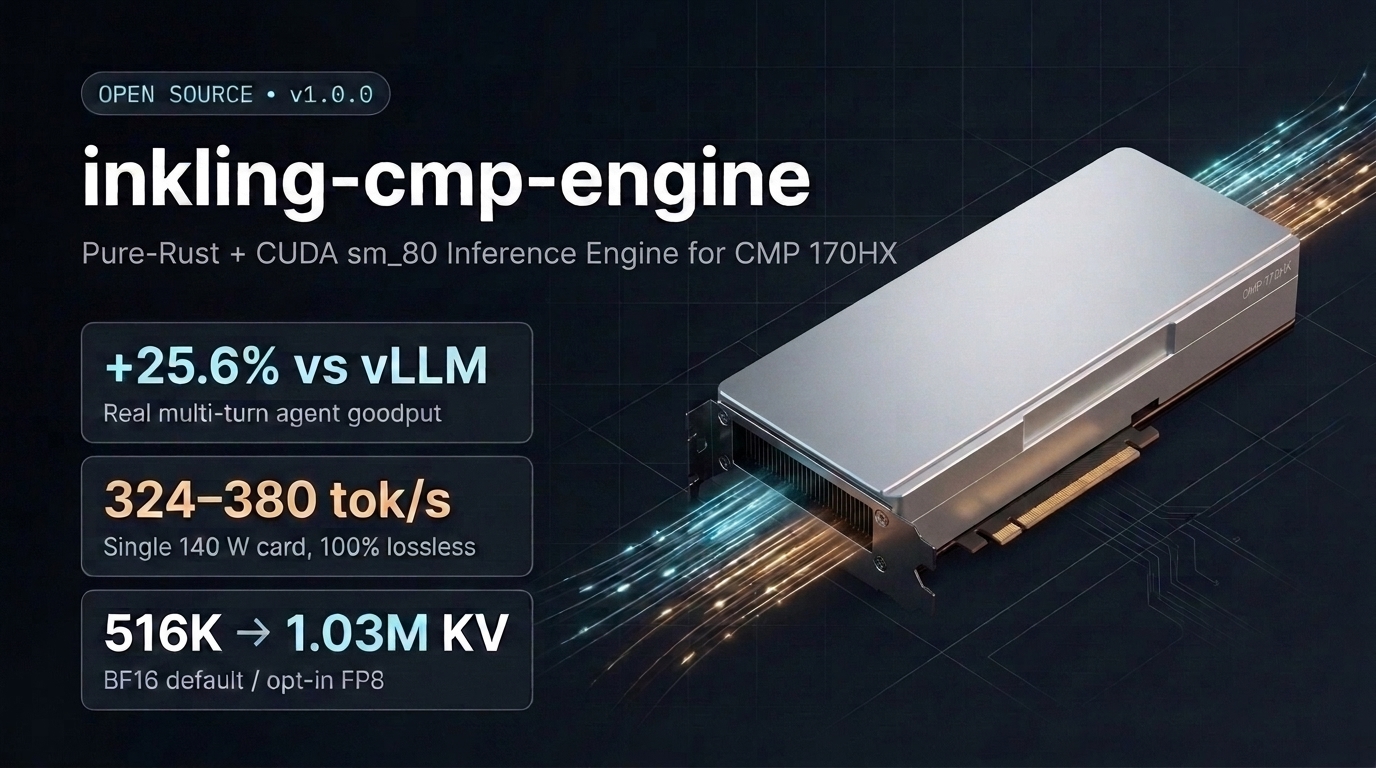 OPEN SOURCE • v1.0.0
inkling-cmp-engine
Pure-Rust + CUDA sm_80 Inference Engine for CMP 170HX
CMP 170HX
+25.6% vs vLLM
Real multi-turn agent goodput
324–380 tok/s
Single 140 W card, 100% lossless
516K → 1.03M KV
BF16 default / opt-in FP8